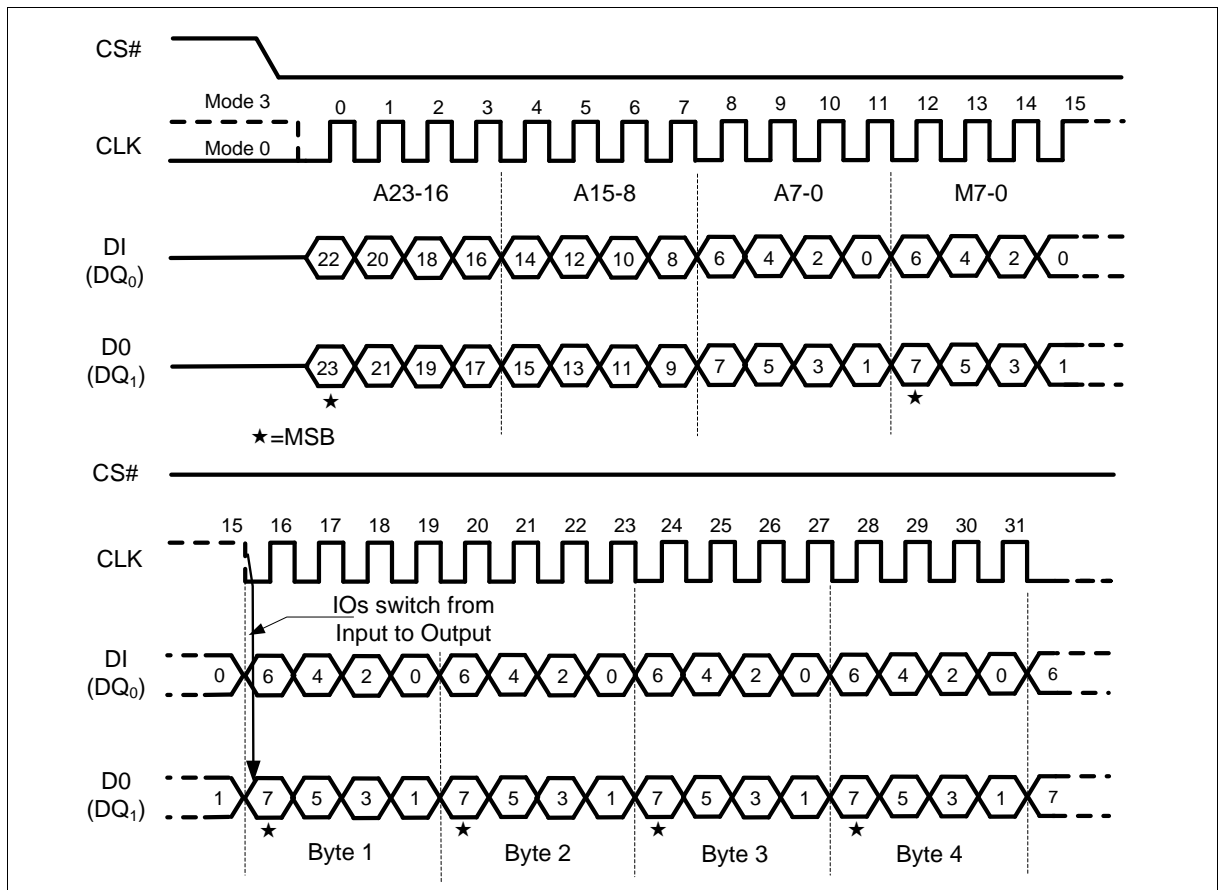 CS#
Mode 3
0 1 2 3 4 5 6 7 8 9 10 11 12 13 14 15
CLK
Mode 0
A23-16 A15-8 A7-0 M7-0
DI
(DQ0)
22 20 18 16 14 12 10 8 6 4 2 0 6 4 2 0
D0
(DQ1)
23 21 19 17 15 13 11 9 7 5 3 1 7 5 3 1
★ ★
★=MSB
CS#
15 16 17 18 19 20 21 22 23 24 25 26 27 28 29 30 31
CLK
IOs switch from
Input to Output
DI
(DQ0)
0 6 4 2 0 6 4 2 0 6 4 2 0 6 4 2 0 6
D0
(DQ1)
1 7 5 3 1 7 5 3 1 7 5 3 1 7 5 3 1 7
★ ★ ★ ★
Byte 1 Byte 2 Byte 3 Byte 4